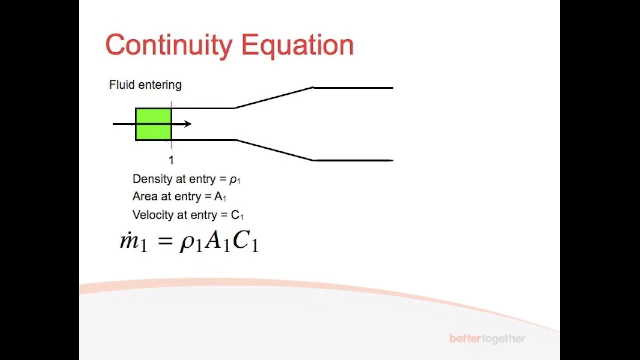 Continuity Equation
Fluid entering
1
Density at entry = ρ₁
Area at entry = A₁
Velocity at entry = C₁
ṁ₁ = ρ₁A₁C₁
bettertogether